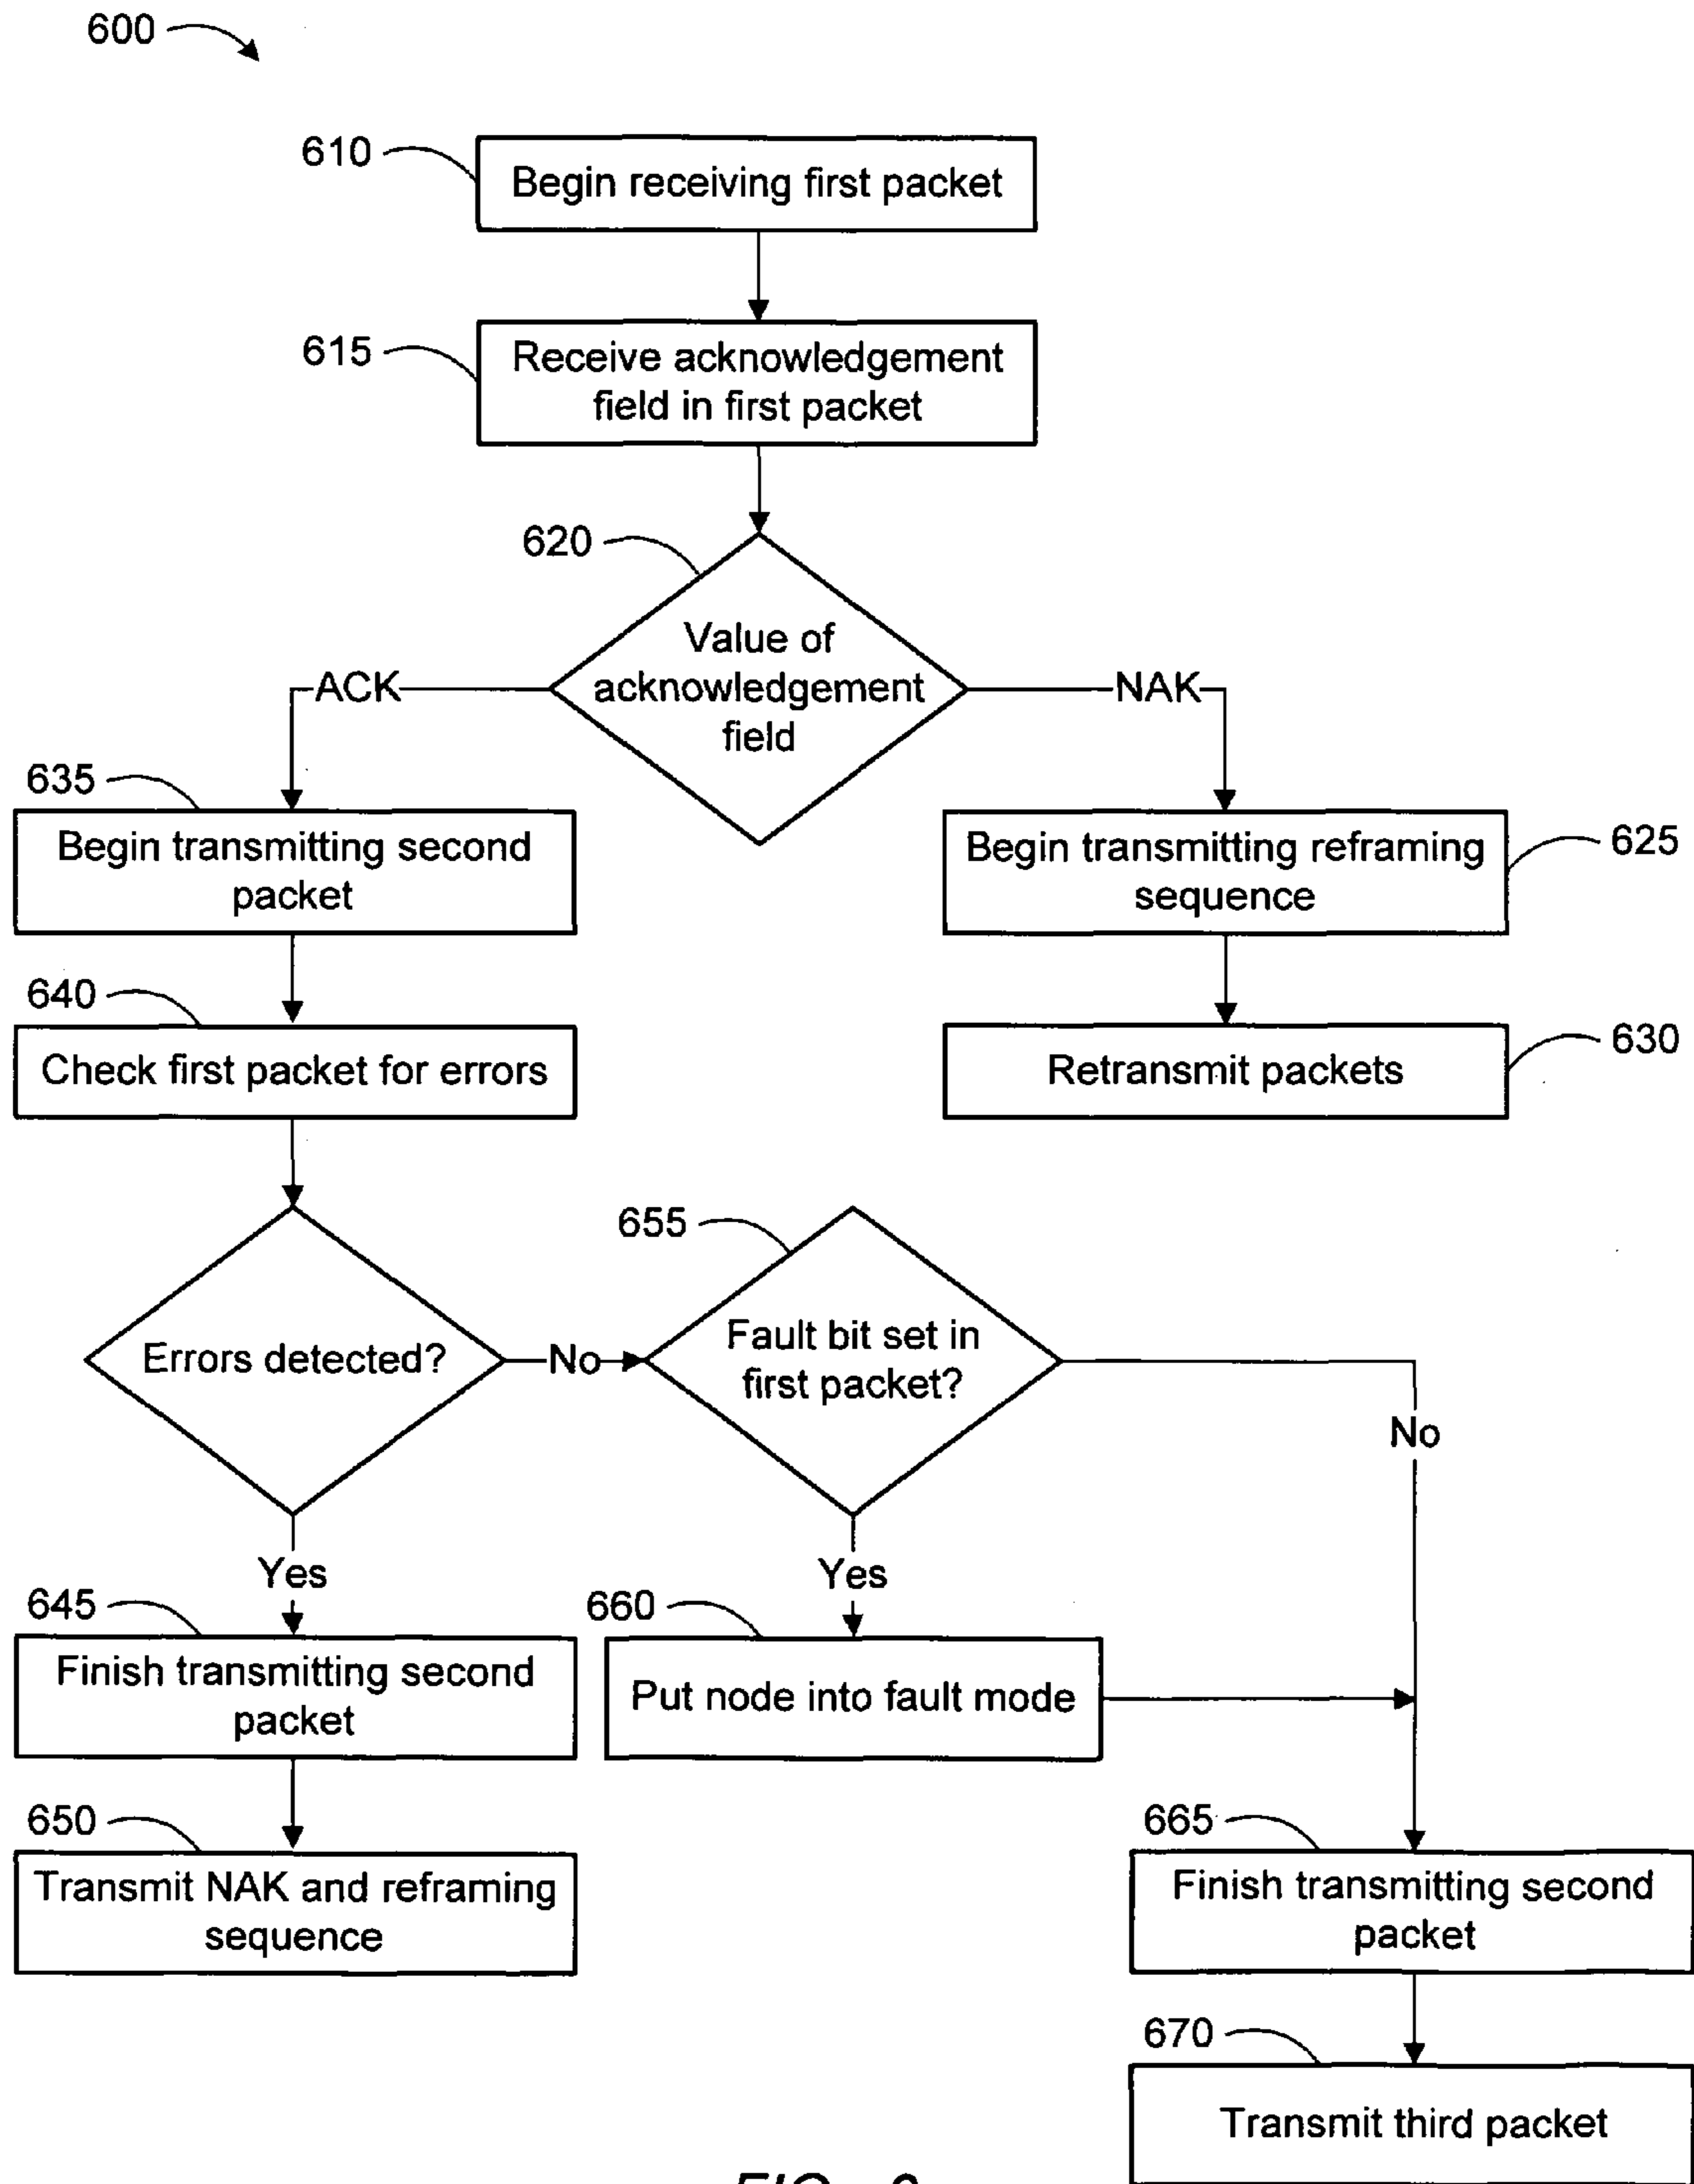 600
610
Begin receiving first packet
615
Receive acknowledgement
field in first packet
620
Value of
acknowledgement
field
ACK
NAK
635
Begin transmitting second
packet
Begin transmitting reframing
sequence
625
640
Check first packet for errors
Retransmit packets
630
Errors detected?
No
655
Fault bit set in
first packet?
No
Yes
Yes
645
Finish transmitting second
packet
660
Put node into fault mode
650
Transmit NAK and reframing
sequence
665
Finish transmitting second
packet
670
Transmit third packet
FIG.